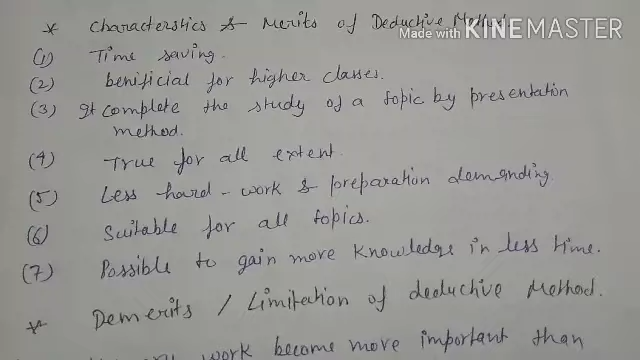 * Characterstics & Merits of Deductive Method.
Made with KINEMASTER
(1) Time saving.
(2) benificial for higher classes.
(3) It complete the study of a topic by presentation
method.
(4) True for all extent.
(5) Less hard-work & preparation demanding.
(6) Suitable for all topics.
(7) Possible to gain more knowledge in less time.
* Demerits / Limitation of deductive Method.
work become more important than